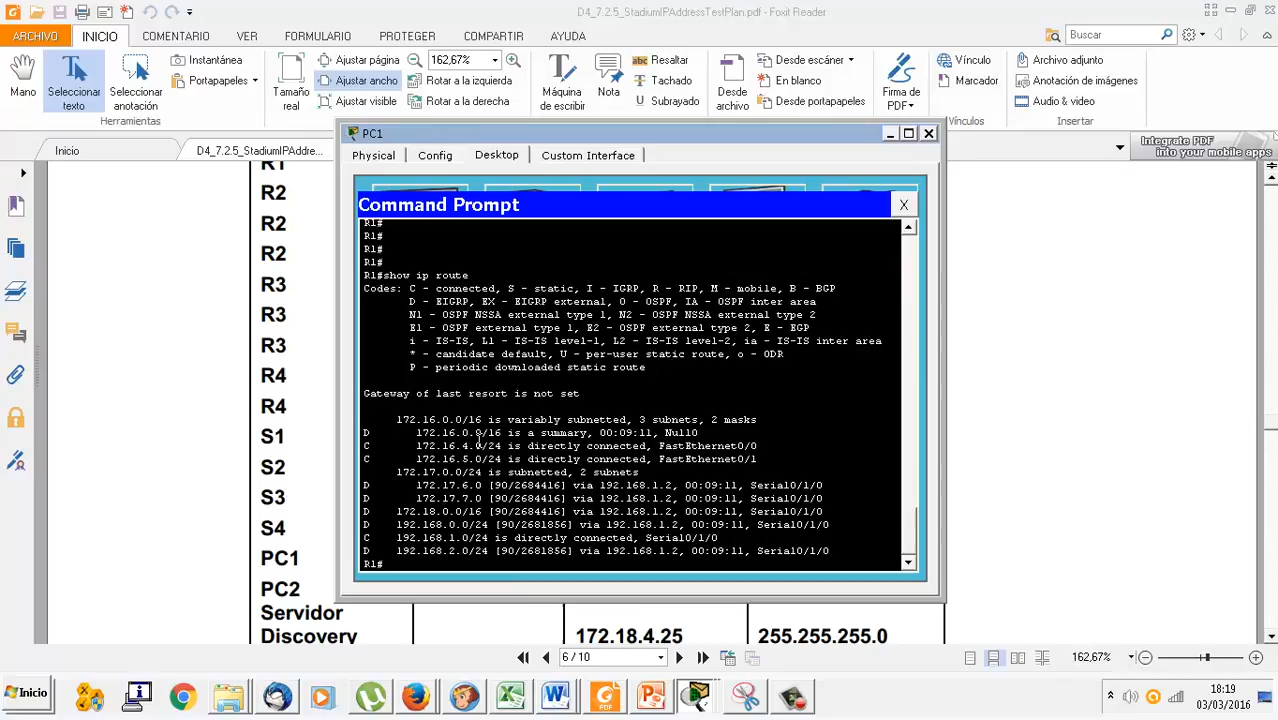 D4_7.2.5_StadiumIPAddressTestPlan.pdf - Foxit Reader
ARCHIVO INICIO COMENTARIO VER FORMULARIO PROTEGER COMPARTIR AYUDA Buscar
Mano
Seleccionar texto
Seleccionar anotación
Instantánea
Portapapeles
Herramientas
Tamaño real
Ajustar página
Ajustar ancho
Ajustar visible
162,67%
Rotar a la izquierda
Rotar a la derecha
Máquina de escribir
Nota
Resaltar
Tachado
Subrayado
Desde archivo
Desde escáner
En blanco
Desde portapapeles
Firma de PDF
Vínculo
Marcador
Vínculos
Archivo adjunto
Anotación de imágenes
Audio & video
Insertar
Inicio D4_7.2.5_StadiumIPAddre...
Integrate PDF
into your mobile apps
R1
R2
R2
R2
R3
R3
R3
R4
R4
S1
S2
S3
S4
PC1
PC2
Servidor
Discovery 172.18.4.25 255.255.255.0
PC1
Physical Config Desktop Custom Interface
Command Prompt X
R1#
R1#
R1#
R1#
R1#show ip route
Codes: C - connected, S - static, I - IGRP, R - RIP, M - mobile, B - BGP
D - EIGRP, EX - EIGRP external, O - OSPF, IA - OSPF inter area
N1 - OSPF NSSA external type 1, N2 - OSPF NSSA external type 2
E1 - OSPF external type 1, E2 - OSPF external type 2, E - EGP
i - IS-IS, L1 - IS-IS level-1, L2 - IS-IS level-2, ia - IS-IS inter area
* - candidate default, U - per-user static route, o - ODR
P - periodic downloaded static route
Gateway of last resort is not set
172.16.0.0/16 is variably subnetted, 3 subnets, 2 masks
D 172.16.0.0/16 is a summary, 00:09:11, Null0
C 172.16.4.0/24 is directly connected, FastEthernet0/0
C 172.16.5.0/24 is directly connected, FastEthernet0/1
172.17.0.0/24 is subnetted, 2 subnets
D 172.17.6.0 [90/2684416] via 192.168.1.2, 00:09:11, Serial0/1/0
D 172.17.7.0 [90/2684416] via 192.168.1.2, 00:09:11, Serial0/1/0
D 172.18.0.0/16 [90/2684416] via 192.168.1.2, 00:09:11, Serial0/1/0
D 192.168.0.0/24 [90/2681856] via 192.168.1.2, 00:09:11, Serial0/1/0
C 192.168.1.0/24 is directly connected, Serial0/1/0
D 192.168.2.0/24 [90/2681856] via 192.168.1.2, 00:09:11, Serial0/1/0
R1#
6 / 10 162,67%
Inicio 18:19
03/03/2016